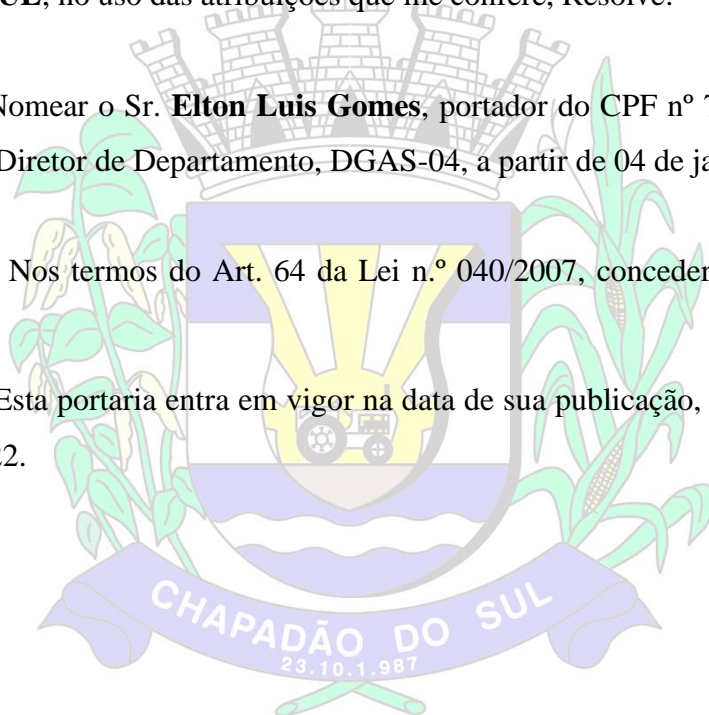 UL, no uso das atribuições que me confere, Resolve:
Nomear o Sr. Elton Luis Gomes, portador do CPF nº 7
Diretor de Departamento, DGAS-04, a partir de 04 de ja
Nos termos do Art. 64 da Lei n.º 040/2007, conceder
Esta portaria entra em vigor na data de sua publicação,
22.
CHAPADÃO DO SUL
23.10.1.987